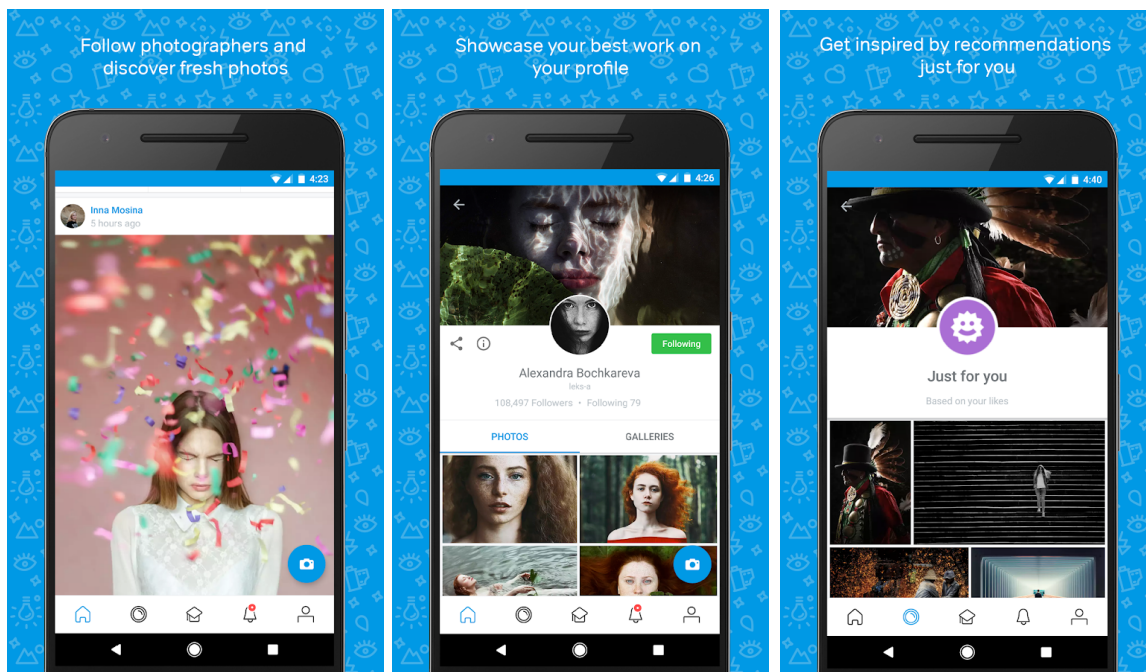 Follow photographers and
discover fresh photos
4:23
Inna Mosina
5 hours ago
Showcase your best work on
your profile
4:26
Following
Alexandra Bochkareva
leks-a
108,497 Followers • Following 79
PHOTOS
GALLERIES
Get inspired by recommendations
just for you
4:40
Just for you
Based on your likes